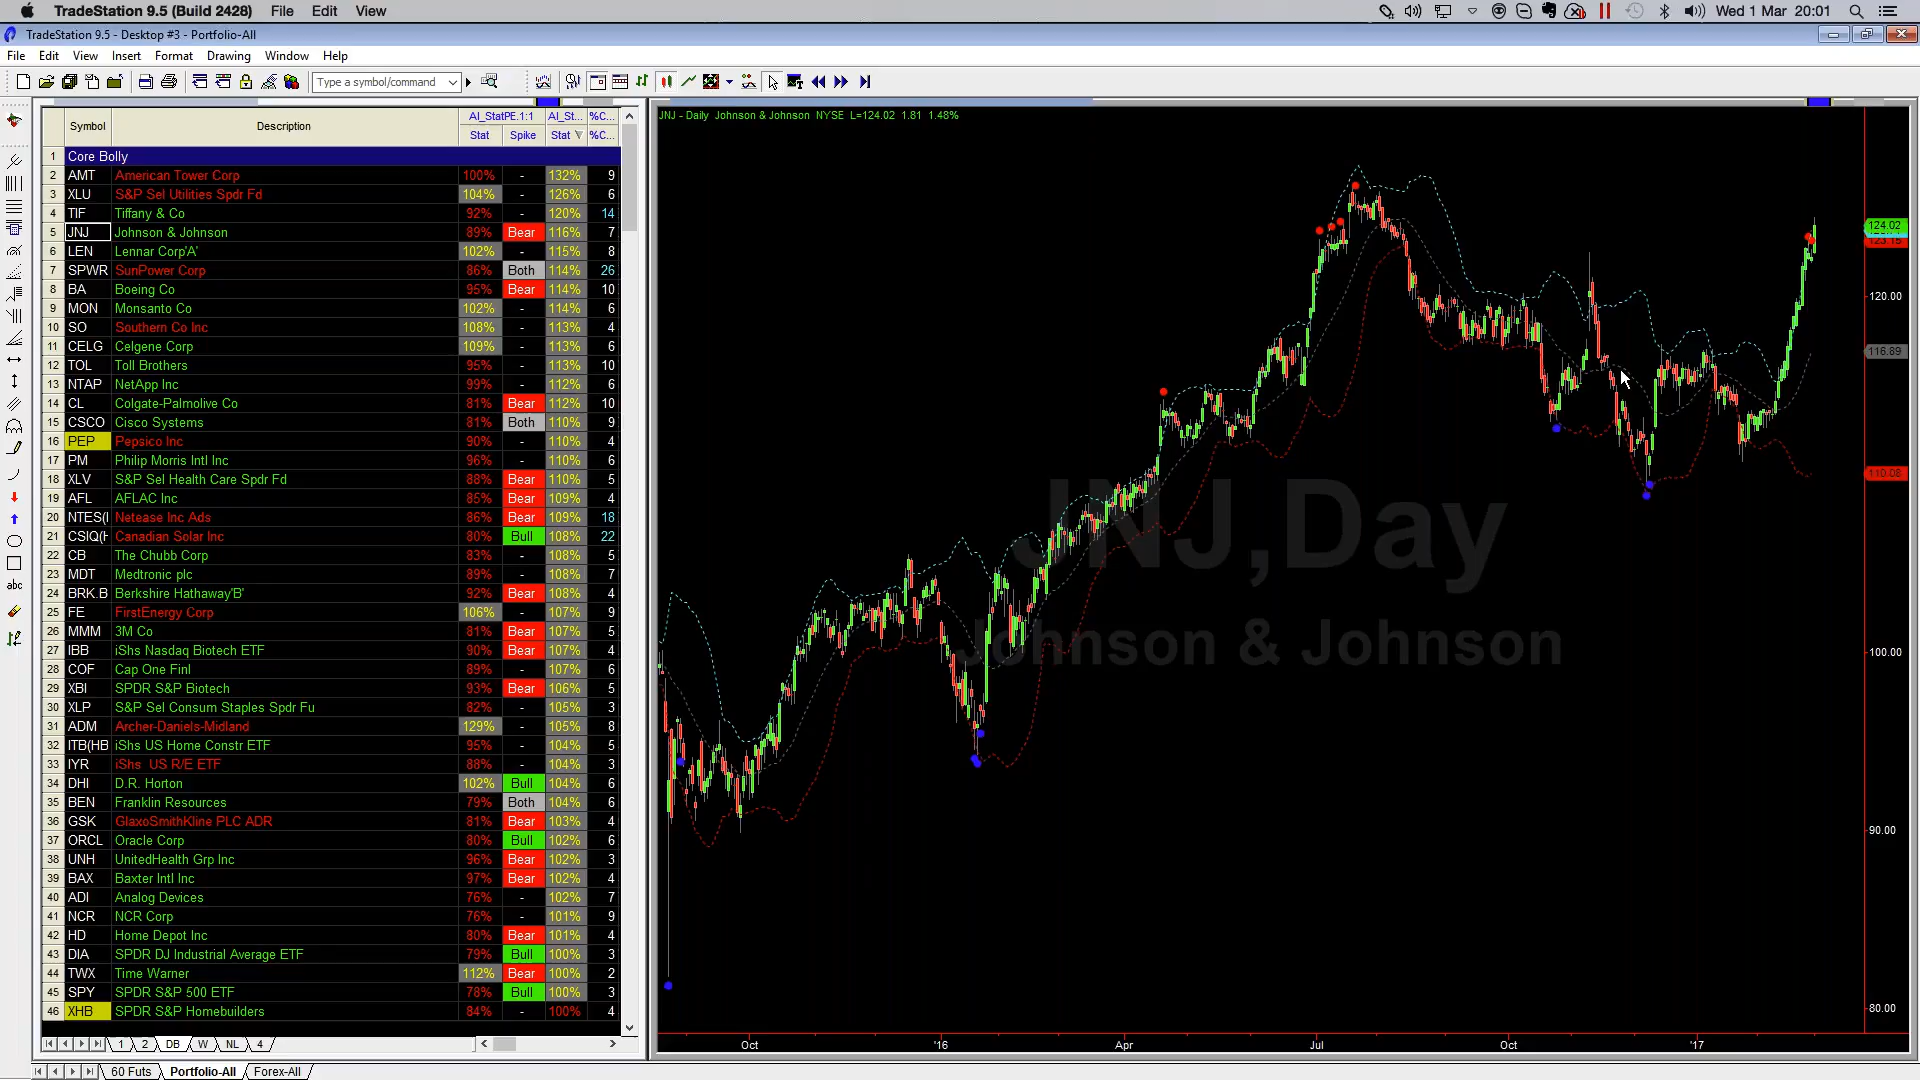 TradeStation 9.5 (Build 2428) File Edit View Wed 1 Mar 20:01
TradeStation 9.5 - Desktop #3 - Portfolio-All
File Edit View Insert Format Drawing Window Help
Type a symbol/command
Symbol Description AI_StatPE.1:1 AI_St... %C...
Stat Spike Stat %C...
1 Core Bolly
2 AMT American Tower Corp 100% - 132% 9
3 XLU S&P Sel Utilities Spdr Fd 104% - 126% 6
4 TIF Tiffany & Co 92% - 120% 14
5 JNJ Johnson & Johnson 89% Bear 116% 7
6 LEN Lennar Corp'A' 102% - 115% 8
7 SPWR SunPower Corp 86% Both 114% 26
8 BA Boeing Co 95% Bear 114% 10
9 MON Monsanto Co 102% - 114% 6
10 SO Southern Co Inc 108% - 113% 4
11 CELG Celgene Corp 109% - 113% 6
12 TOL Toll Brothers 95% - 113% 10
13 NTAP NetApp Inc 99% - 112% 6
14 CL Colgate-Palmolive Co 81% Bear 112% 10
15 CSCO Cisco Systems 81% Both 110% 9
16 PEP Pepsico Inc 90% - 110% 4
17 PM Philip Morris Intl Inc 96% - 110% 6
18 XLV S&P Sel Health Care Spdr Fd 88% Bear 110% 5
19 AFL AFLAC Inc 85% Bear 109% 4
20 NTES(I Netease Inc Ads 86% Bear 109% 18
21 CSIQ(H Canadian Solar Inc 80% Bull 108% 22
22 CB The Chubb Corp 83% - 108% 5
23 MDT Medtronic plc 89% - 108% 7
24 BRK.B Berkshire Hathaway'B' 92% Bear 108% 4
25 FE FirstEnergy Corp 106% - 107% 9
26 MMM 3M Co 81% Bear 107% 5
27 IBB iShs Nasdaq Biotech ETF 90% Bear 107% 4
28 COF Cap One Finl 89% - 107% 6
29 XBI SPDR S&P Biotech 93% Bear 106% 5
30 XLP S&P Sel Consum Staples Spdr Fu 82% - 105% 3
31 ADM Archer-Daniels-Midland 129% - 105% 8
32 ITB(HB iShs US Home Constr ETF 95% - 104% 5
33 IYR iShs US R/E ETF 88% - 104% 3
34 DHI D.R. Horton 102% Bull 104% 6
35 BEN Franklin Resources 79% Both 104% 6
36 GSK GlaxoSmithKline PLC ADR 81% Bear 103% 4
37 ORCL Oracle Corp 80% Bull 102% 6
38 UNH UnitedHealth Grp Inc 96% Bear 102% 3
39 BAX Baxter Intl Inc 97% Bear 102% 4
40 ADI Analog Devices 76% - 102% 7
41 NCR NCR Corp 76% - 101% 9
42 HD Home Depot Inc 80% Bear 101% 4
43 DIA SPDR DJ Industrial Average ETF 79% Bull 100% 3
44 TWX Time Warner 112% Bear 100% 2
45 SPY SPDR S&P 500 ETF 78% Bull 100% 3
46 XHB SPDR S&P Homebuilders 84% - 100% 4
1 2 DB W NL 4
60 Futs Portfolio-All Forex-All
abc
JNJ - Daily Johnson & Johnson NYSE L=124.02 1.81 1.48%
124.02
123.15
120.00
116.89
110.08
100.00
90.00
80.00
JNJ,Day
Johnson & Johnson
Oct '16 Apr Jul Oct '17